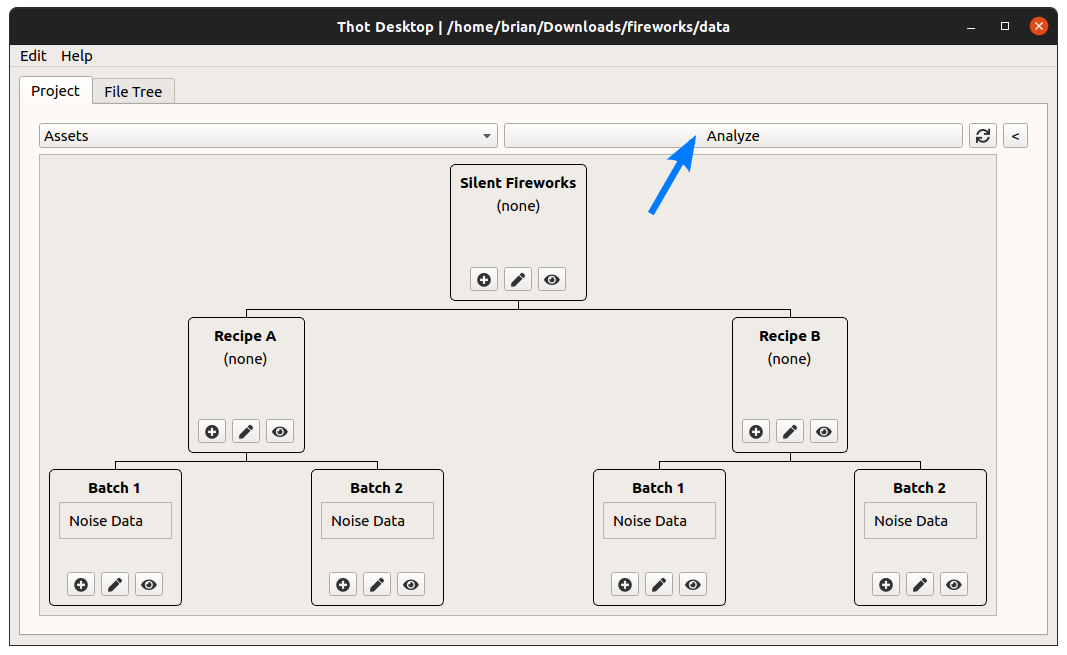 Thot Desktop | /home/brian/Downloads/fireworks/data
Edit Help
Project File Tree
Assets Analyze <
Silent Fireworks
(none)
Recipe A Recipe B
(none) (none)
Batch 1 Batch 2 Batch 1 Batch 2
Noise Data Noise Data Noise Data Noise Data